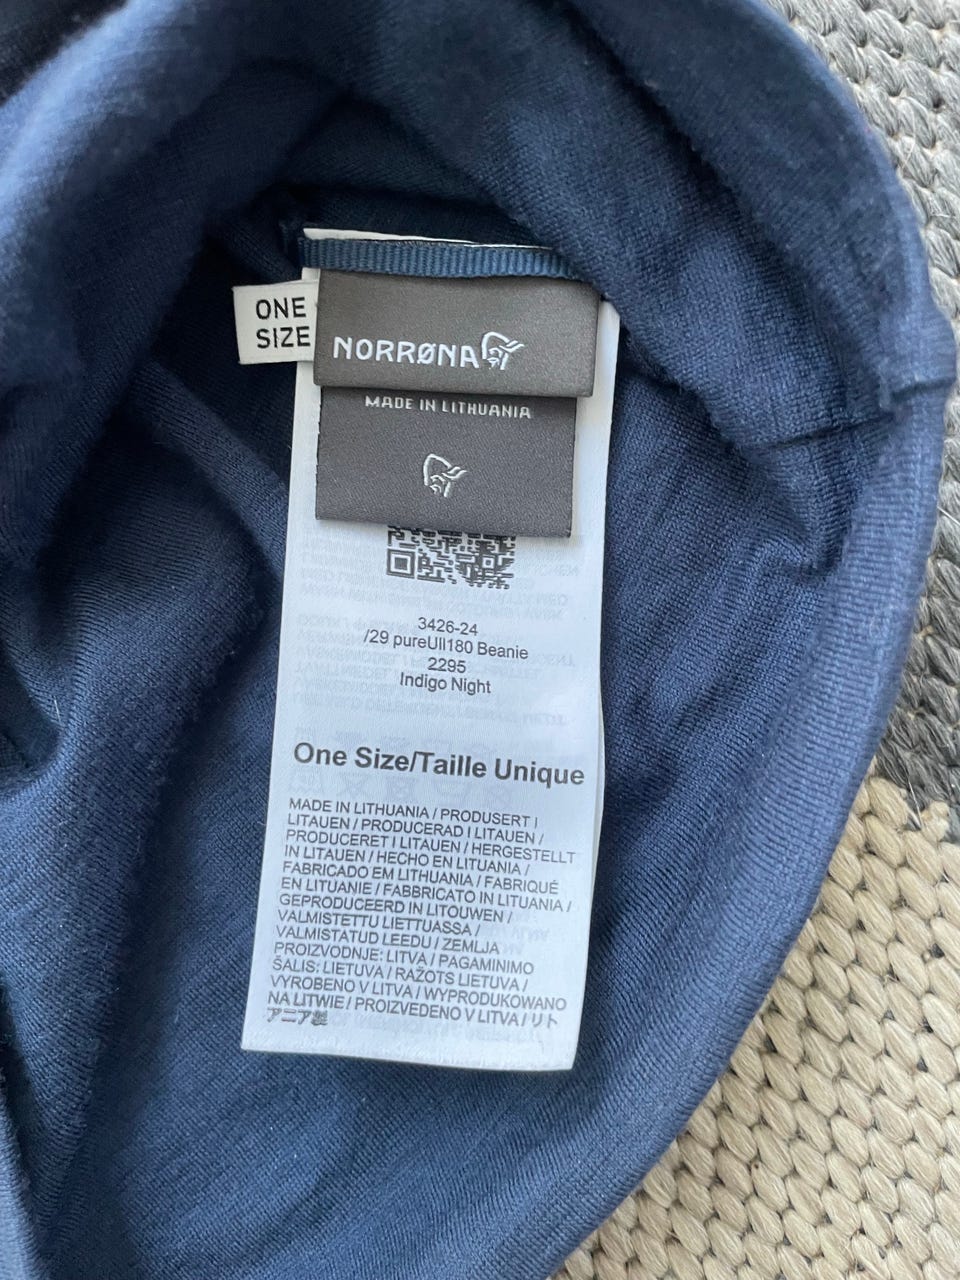 ONE
SIZE
NORRØNA
MADE IN LITHUANIA
3426-24
/29 pureUll180 Beanie
2295
Indigo Night
One Size/Taille Unique
MADE IN LITHUANIA / PRODUSERT I
LITAUEN / PRODUCERAD I LITAUEN /
PRODUCERET I LITAUEN / HERGESTELLT
IN LITAUEN / HECHO EN LITUANIA /
FABRICADO EM LITHUANIA / FABRIQUÉ
EN LITUANIE / FABBRICATO IN LITUANIA /
GEPRODUCEERD IN LITOUWEN /
VALMISTETTU LIETTUASSA /
VALMISTATUD LEEDU / ZEMLJA
PROIZVODNJE: LITVA / PAGAMINIMO
ŠALIS: LIETUVA / RAŽOTS LIETUVA /
VYROBENO V LITVA / WYPRODUKOWANO
NA LITWIE / PROIZVEDENO V LITVA / リト
アニア製